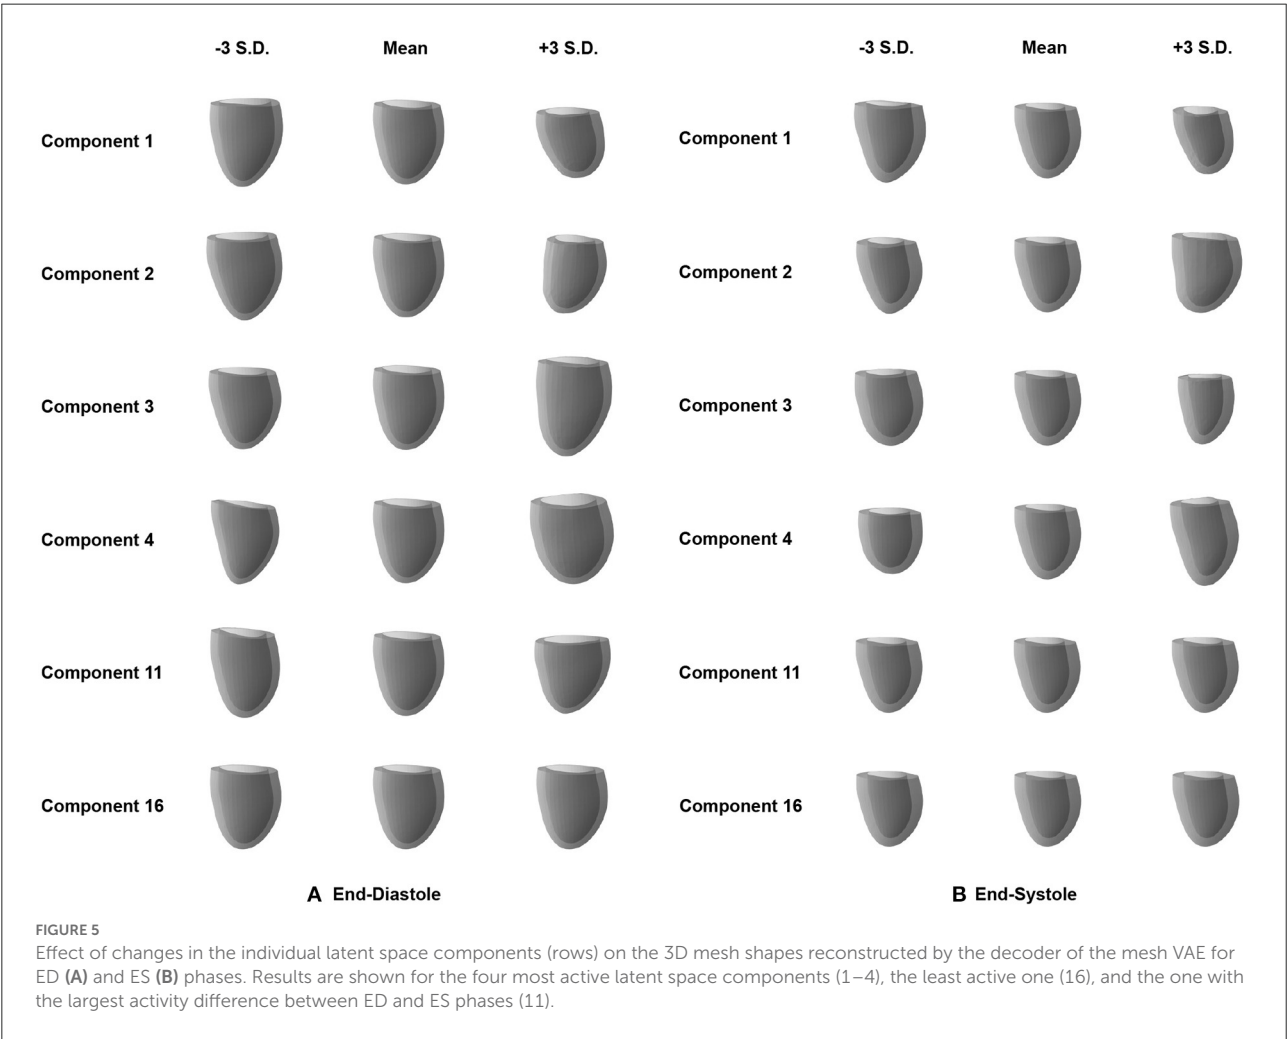 -3 S.D. Mean +3 S.D. -3 S.D. Mean +3 S.D.
Component 1 Component 1
Component 2 Component 2
Component 3 Component 3
Component 4 Component 4
Component 11 Component 11
Component 16 Component 16
A End-Diastole B End-Systole
FIGURE 5
Effect of changes in the individual latent space components (rows) on the 3D mesh shapes reconstructed by the decoder of the mesh VAE for
ED (A) and ES (B) phases. Results are shown for the four most active latent space components (1–4), the least active one (16), and the one with
the largest activity difference between ED and ES phases (11).